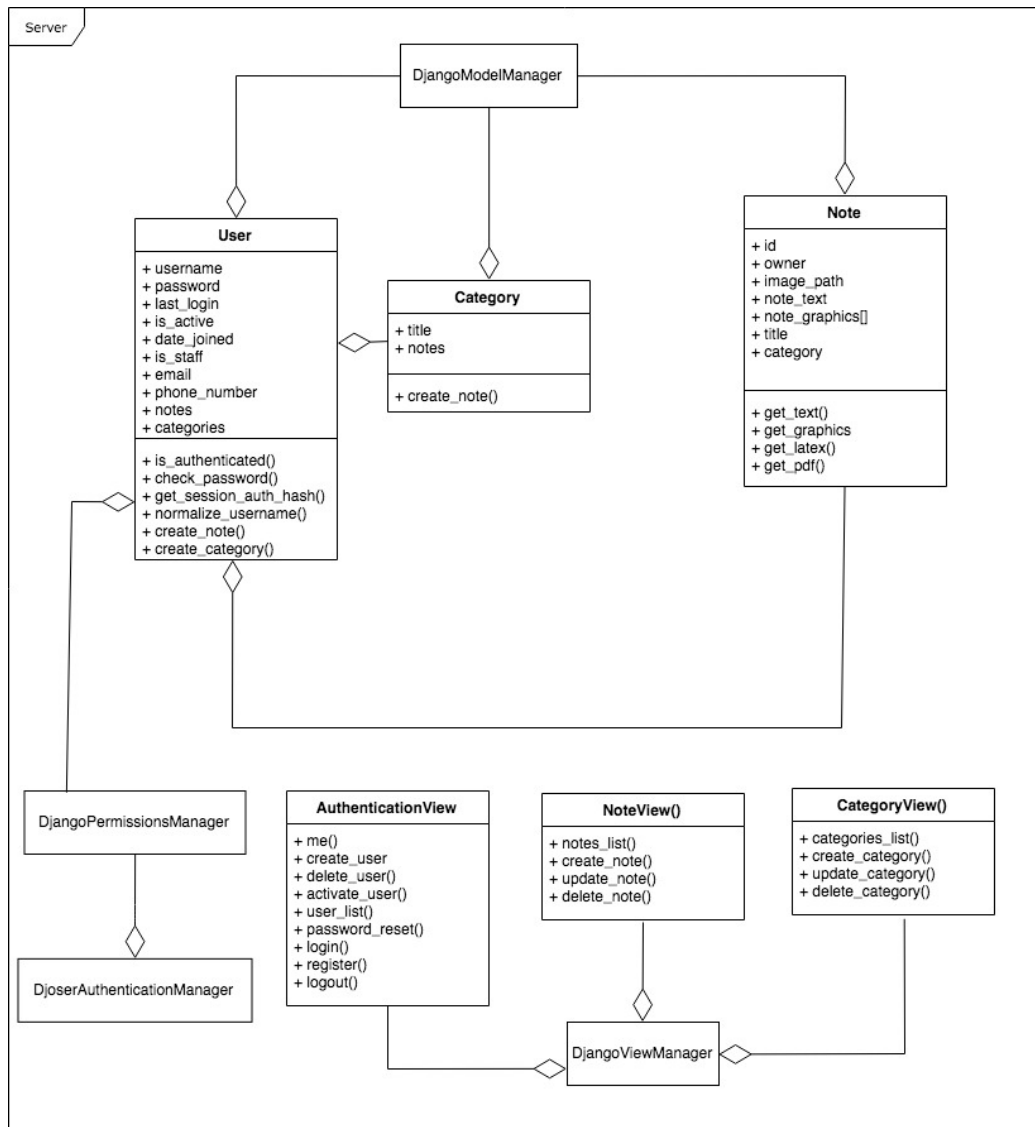 Server
DjangoModelManager
User
+ username
+ password
+ last_login
+ is_active
+ date_joined
+ is_staff
+ email
+ phone_number
+ notes
+ categories
+ is_authenticated()
+ check_password()
+ get_session_auth_hash()
+ normalize_username()
+ create_note()
+ create_category()
Category
+ title
+ notes
+ create_note()
Note
+ id
+ owner
+ image_path
+ note_text
+ note_graphics[]
+ title
+ category
+ get_text()
+ get_graphics
+ get_latex()
+ get_pdf()
DjangoPermissionsManager
DjoserAuthenticationManager
AuthenticationView
+ me()
+ create_user
+ delete_user()
+ activate_user()
+ user_list()
+ password_reset()
+ login()
+ register()
+ logout()
NoteView()
+ notes_list()
+ create_note()
+ update_note()
+ delete_note()
CategoryView()
+ categories_list()
+ create_category()
+ update_category()
+ delete_category()
DjangoViewManager